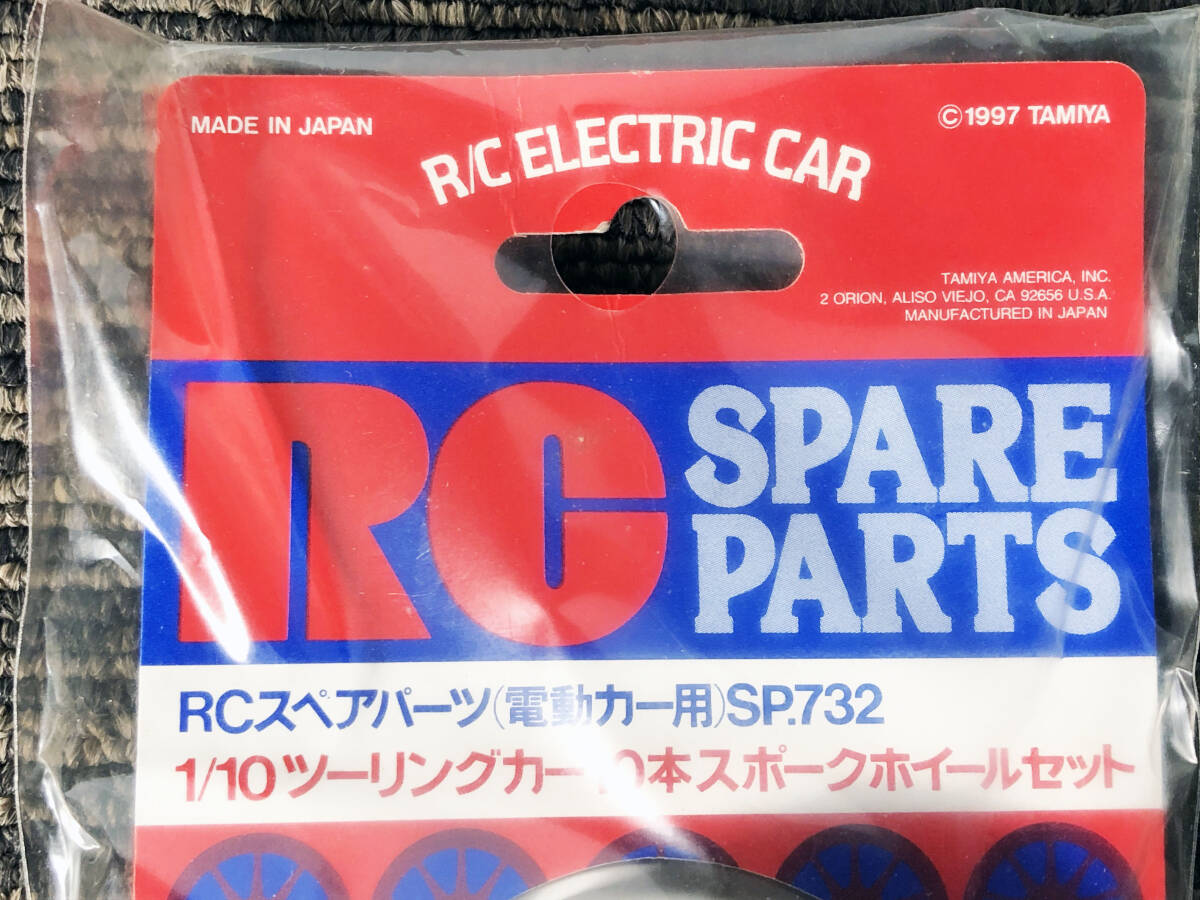 MADE IN JAPAN
©1997 TAMIYA
R/C ELECTRIC CAR
TAMIYA AMERICA, INC.
2 ORION, ALISO VIEJO, CA 92656 U.S.A.
MANUFACTURED IN JAPAN
RC
SPARE
PARTS
RCスペアパーツ(電動カー用)SP.732
1/10ツーリングカー10本スポークホイールセット